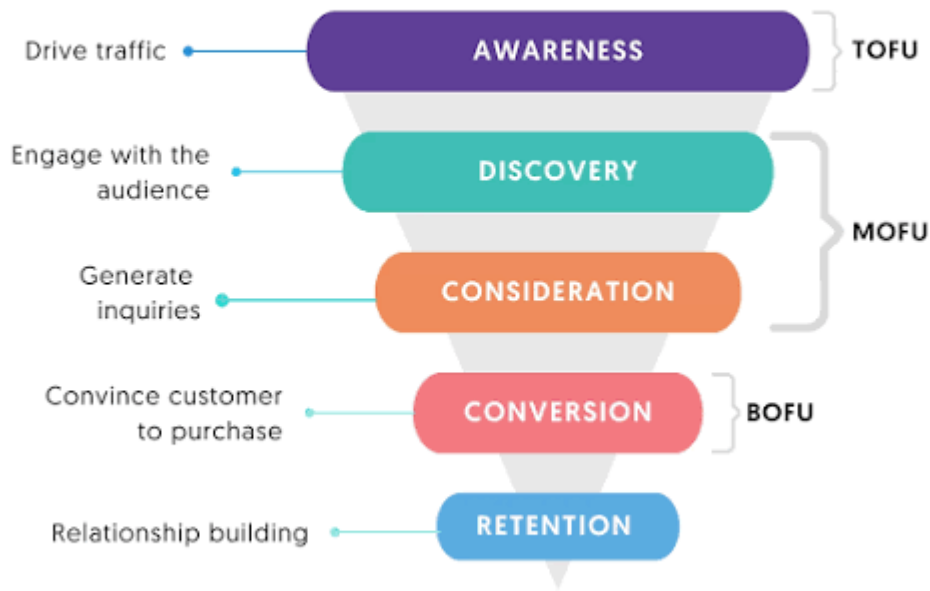 Drive traffic
AWARENESS
TOFU
Engage with the
audience
DISCOVERY
MOFU
Generate
inquiries
CONSIDERATION
Convince customer
to purchase
CONVERSION
BOFU
Relationship building
RETENTION